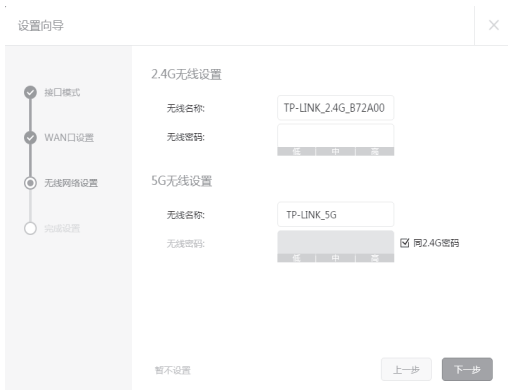 设置向导
接口模式
WAN口设置
无线网络设置
完成设置
2.4G无线设置
无线名称: TP-LINK_2.4G_B72A00
无线密码:
低 | 中 | 高
5G无线设置
无线名称: TP-LINK_5G
无线密码: 同2.4G密码
低 | 中 | 高
暂不设置 上一步 下一步